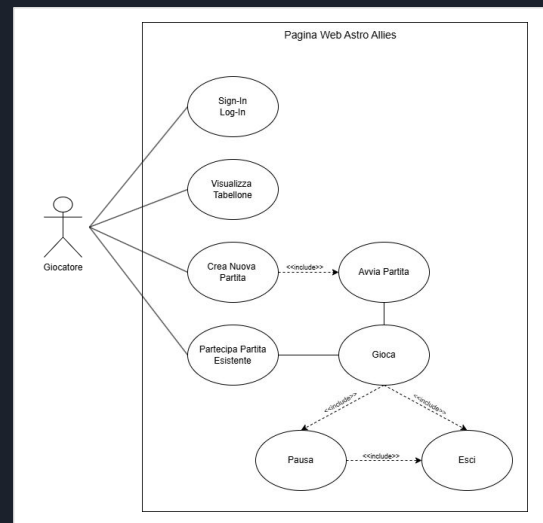 Pagina Web Astro Allies
Sign-In
Log-In
Visualizza
Tabellone
Giocatore
Crea Nuova
Partita
<<include>>
Avvia Partita
Partecipa Partita
Esistente
Gioca
<<include>>
<<include>>
Pausa
<<include>>
Esci